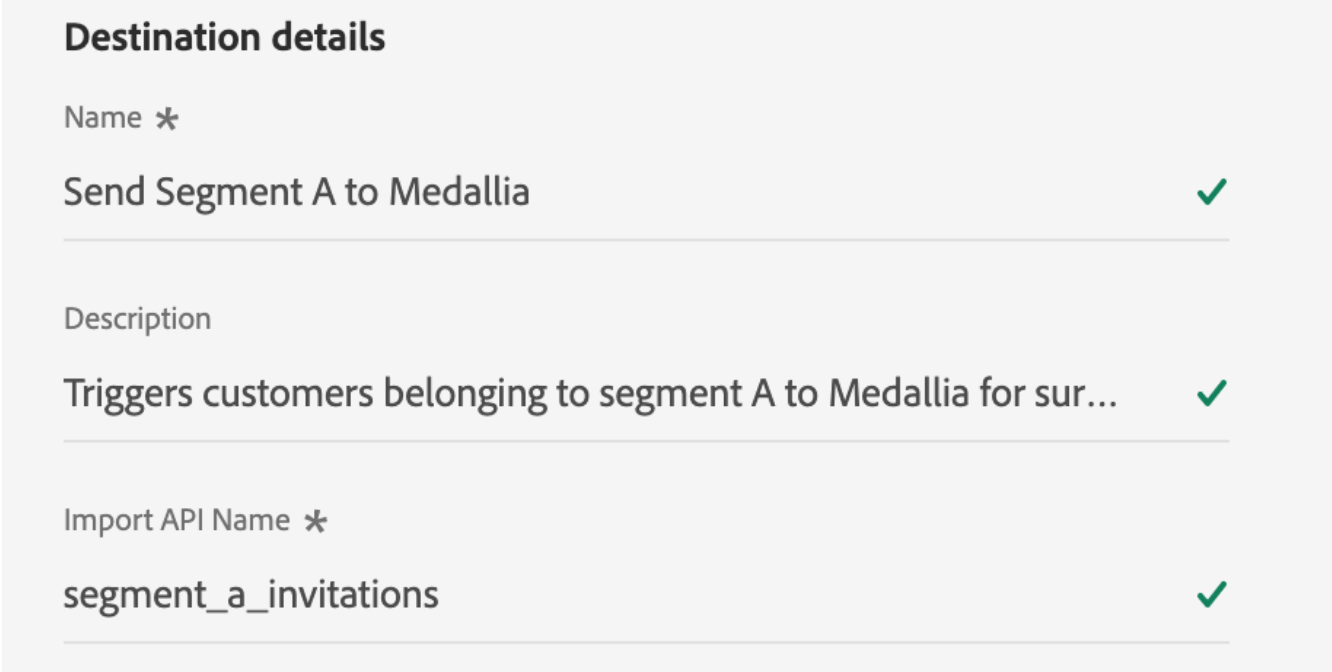 Destination details
Name *
Send Segment A to Medallia
Description
Triggers customers belonging to segment A to Medallia for sur...
Import API Name *
segment_a_invitations